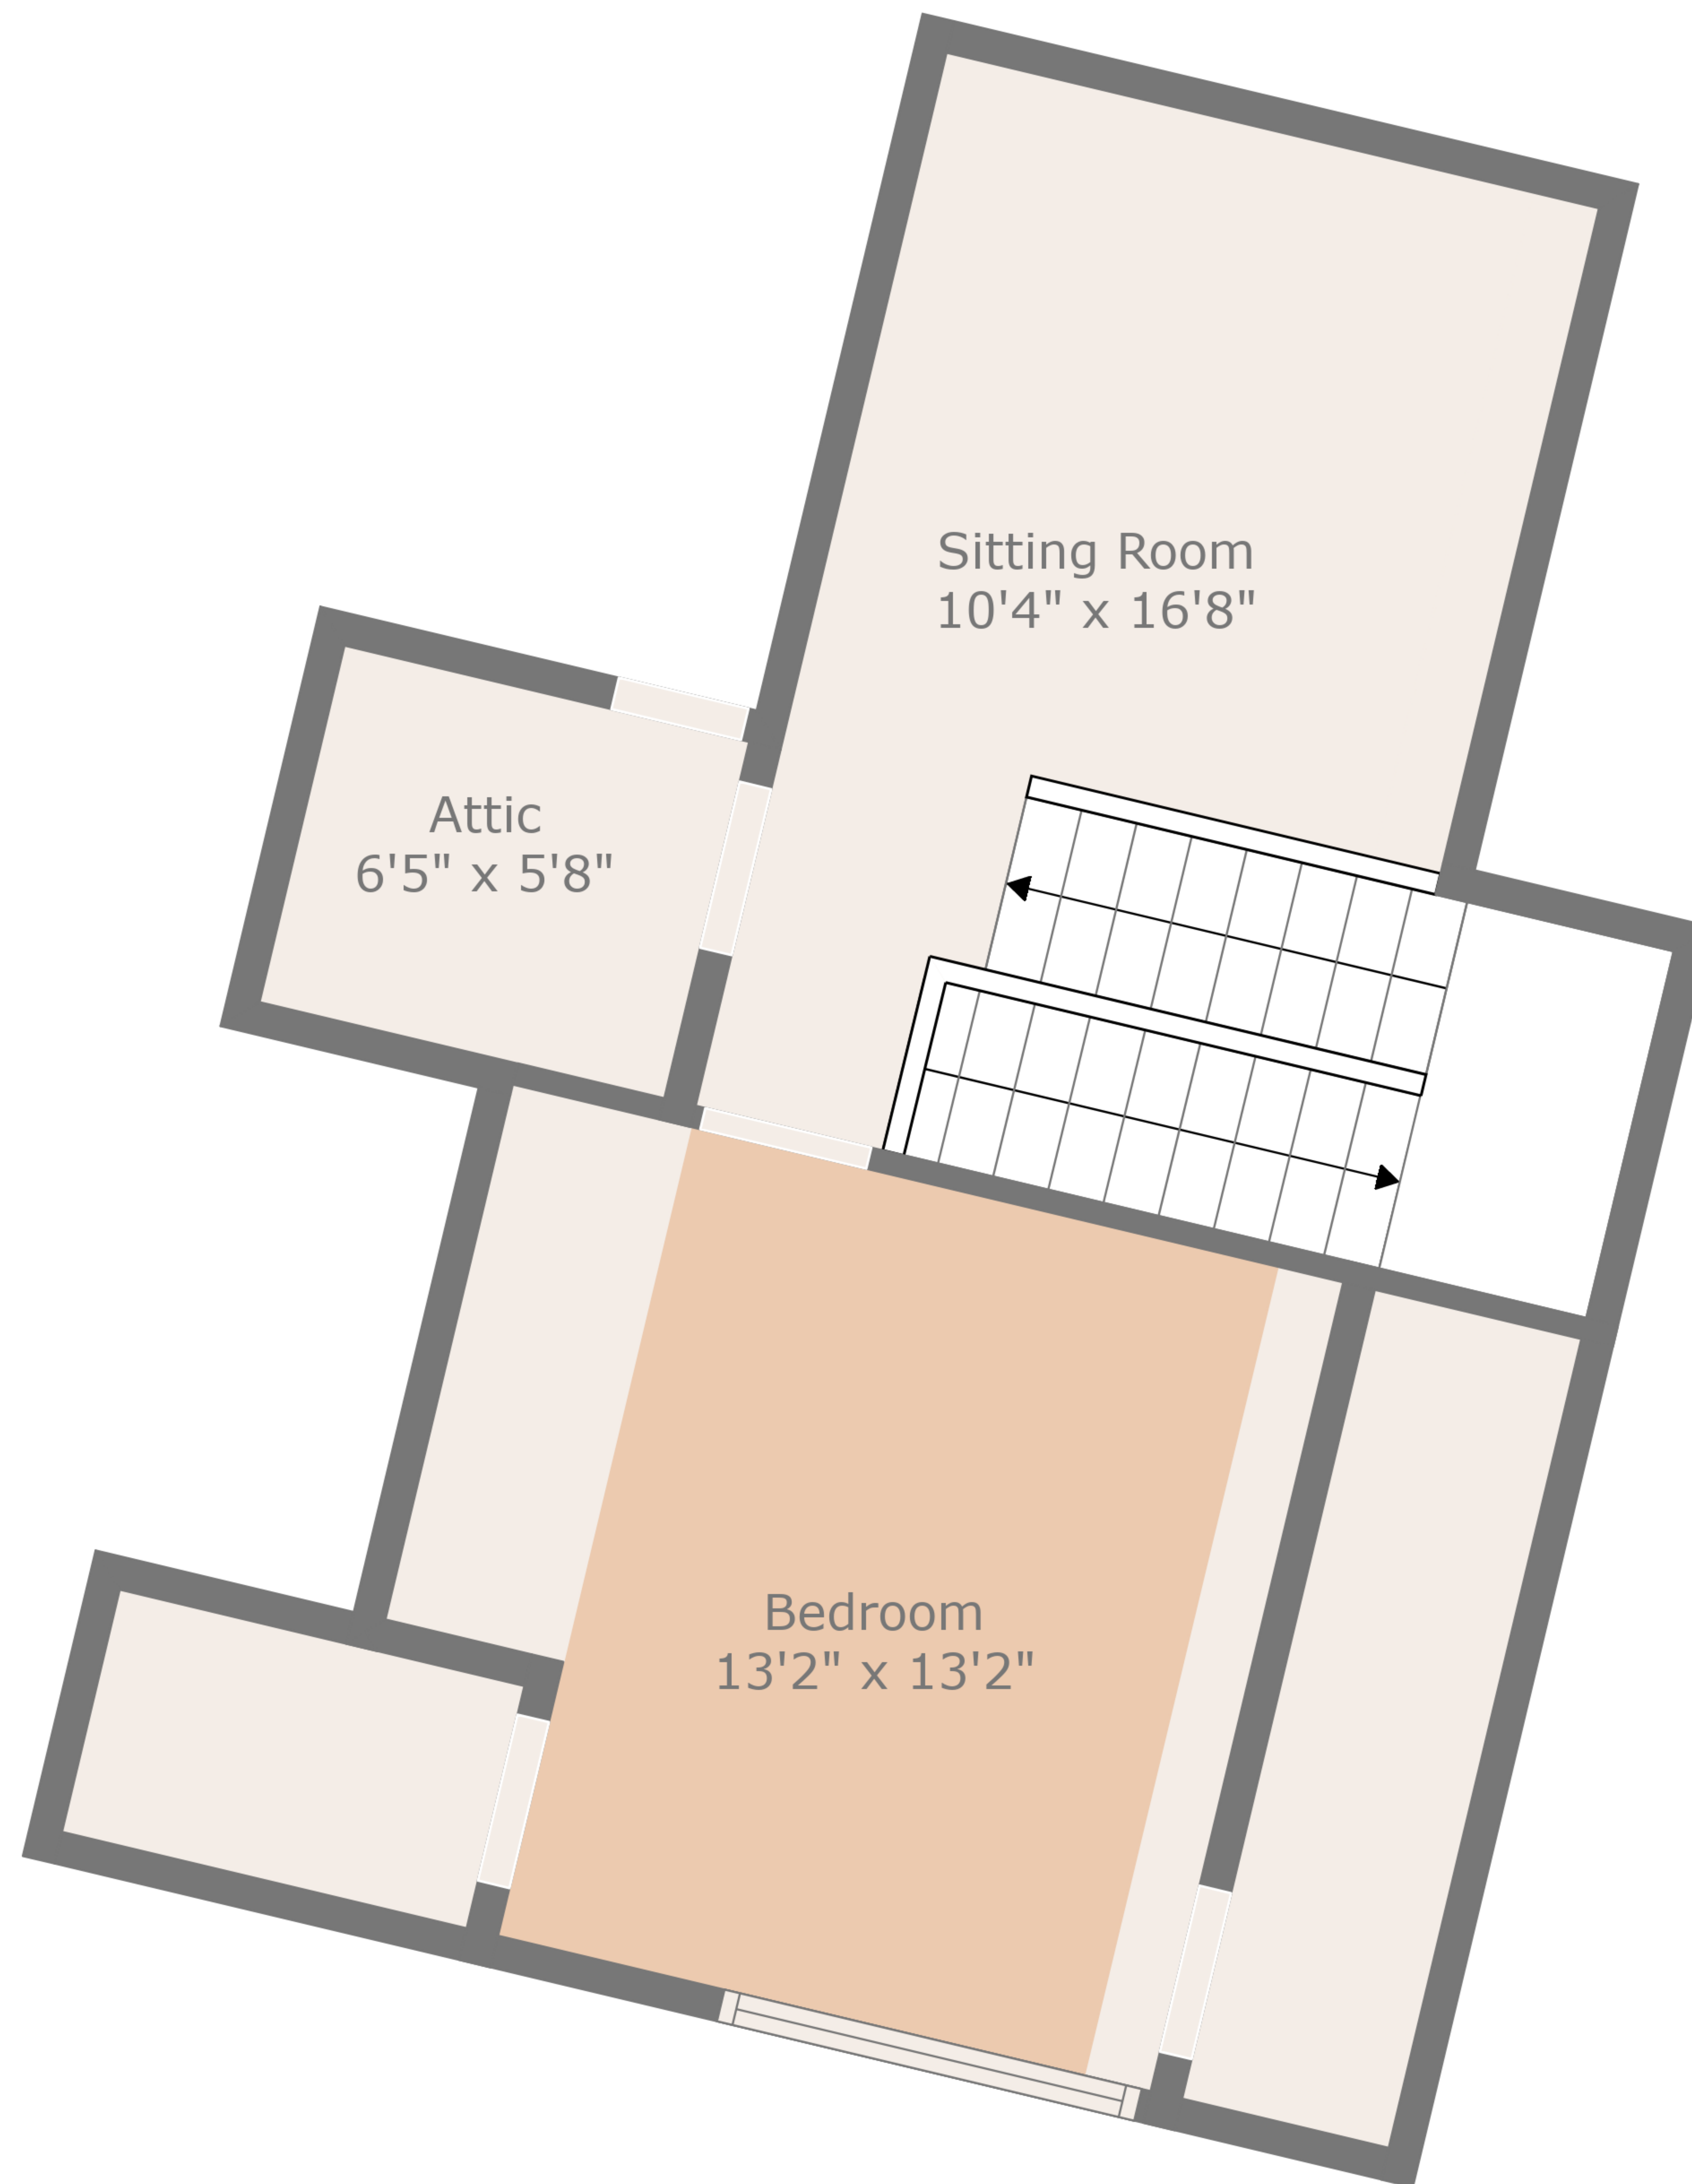 Sitting Room
10'4" x 16'8"
Attic
6'5" x 5'8"
Bedroom
13'2" x 13'2"